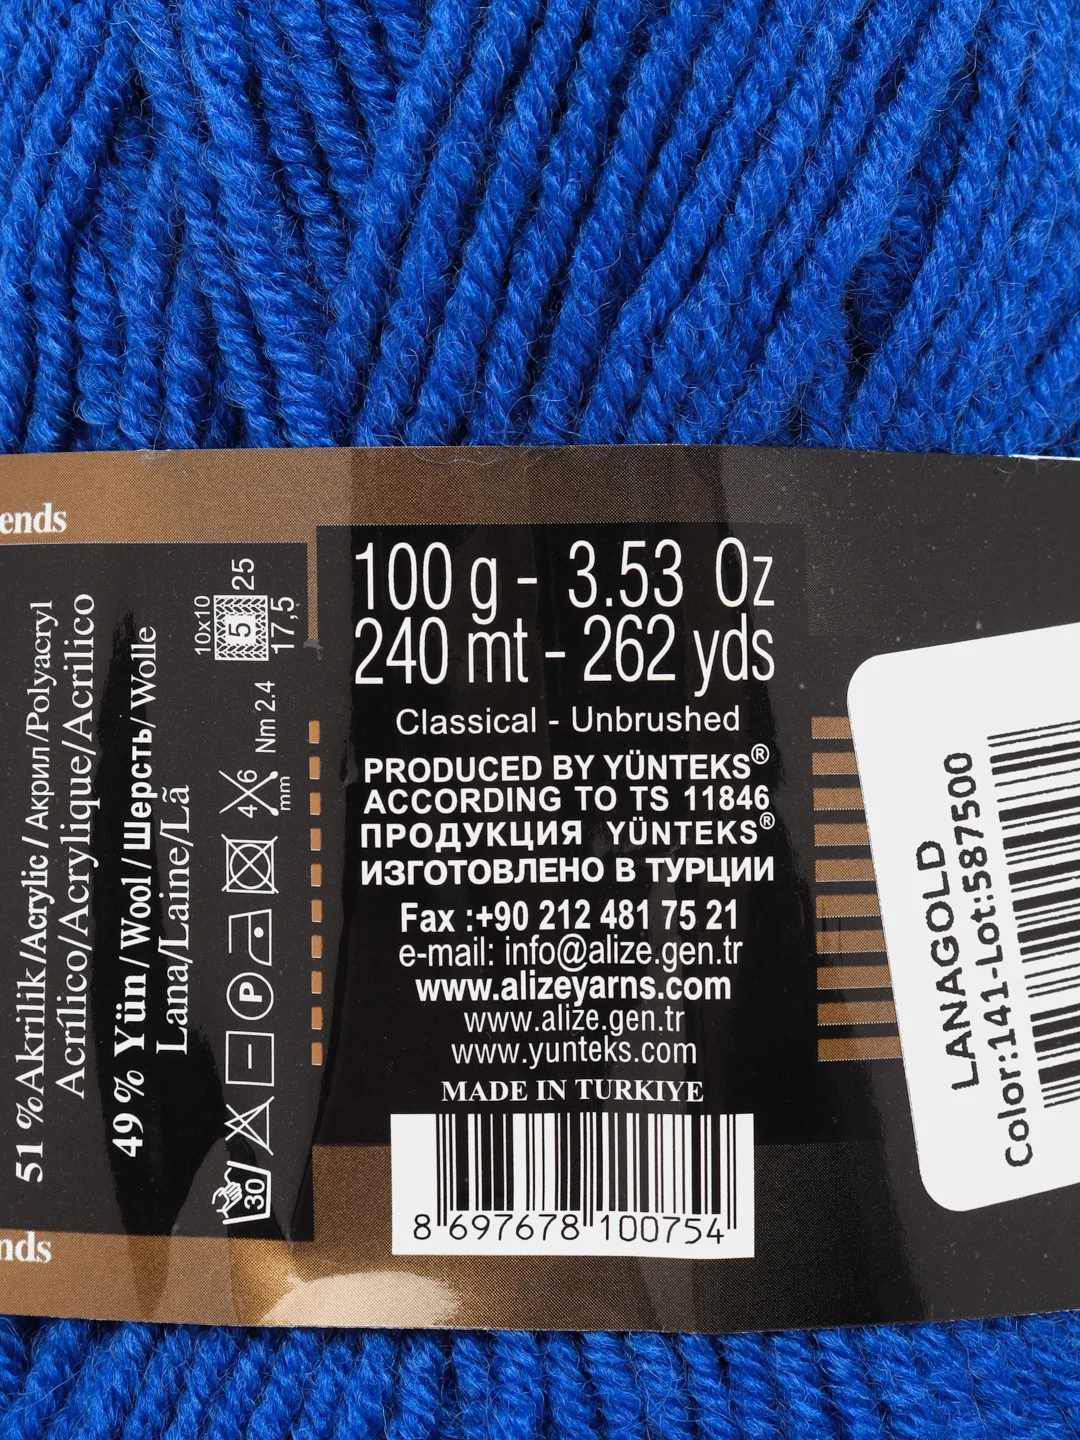 ends
nds
51 % Akrilik/Acrylic / Акрил/Polyacryl
Acrílico/Acrylique/Acrilico
49 % Yün/Wool/Шерсть/Wolle
Lana/Laine/Lã
30
P
4 6
mm
Nm 2.4
10x10
5
25
17,5
100 g - 3.53 Oz
240 mt - 262 yds
Classical - Unbrushed
PRODUCED BY YÜNTEKS®
ACCORDING TO TS 11846
ПРОДУКЦИЯ YÜNTEKS®
ИЗГОТОВЛЕНО В ТУРЦИИ
Fax :+90 212 481 75 21
e-mail: info@alize.gen.tr
www.alizeyarns.com
www.alize.gen.tr
www.yunteks.com
MADE IN TURKIYE
8 697678 100754
LANAGOLD
Color:141-Lot:587500